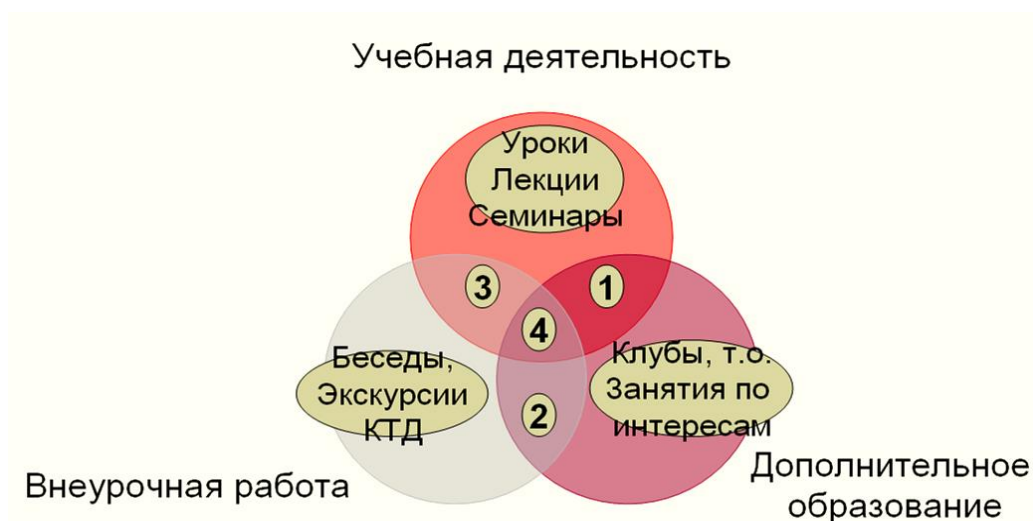 Учебная деятельность
Уроки
Лекции
Семинары
3
1
4
Беседы,
Экскурсии
КТД
Клубы, т.о.
Занятия по
интересам
2
Внеурочная работа
Дополнительное
образование